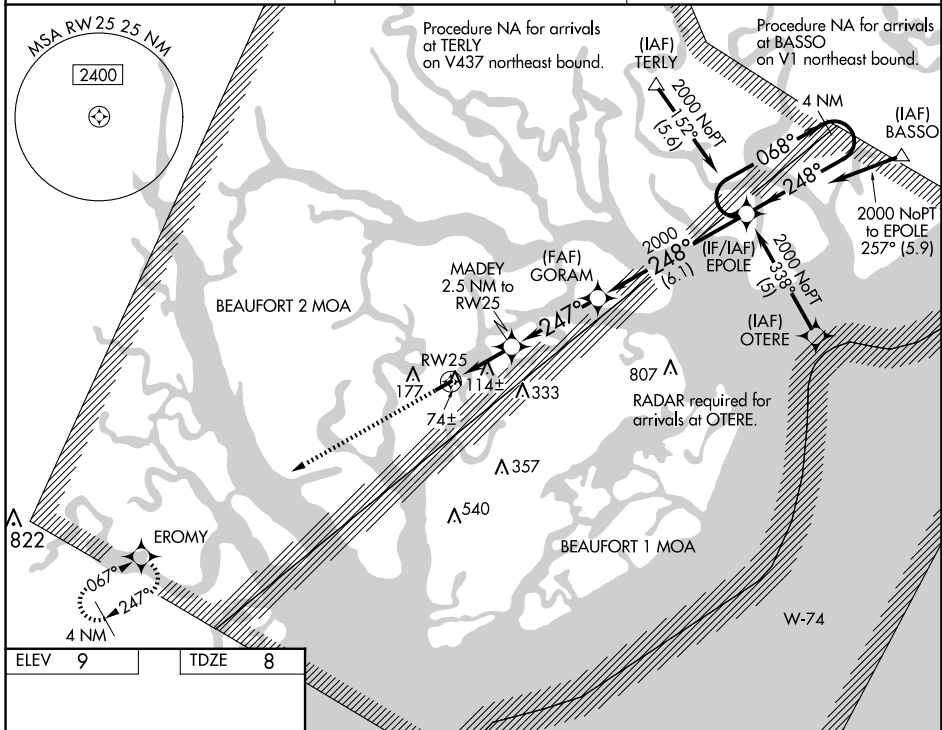 MSA RW25 25 NM
2400
Procedure NA for arrivals
at TERLY
on V437 northeast bound.
Procedure NA for arrivals
at BASSO
on V1 northeast bound.
(IAF)
TERLY
2000 NoPT
152°
(5.6)
4 NM
(IAF)
BASSO
068°
248°
2000 NoPT
to EPOLE
257° (5.9)
(IF/IAF)
EPOLE
2000
248°
(6.1)
2000 NoPT
338°
(5)
(IAF)
OTERE
(FAF)
GORAM
MADEY
2.5 NM to
RW25
247°
BEAUFORT 2 MOA
RW25
177
114±
74±
333
807
RADAR required for
arrivals at OTERE.
357
540
822
EROMY
067°
247°
4 NM
BEAUFORT 1 MOA
W-74
ELEV 9
TDZE 8